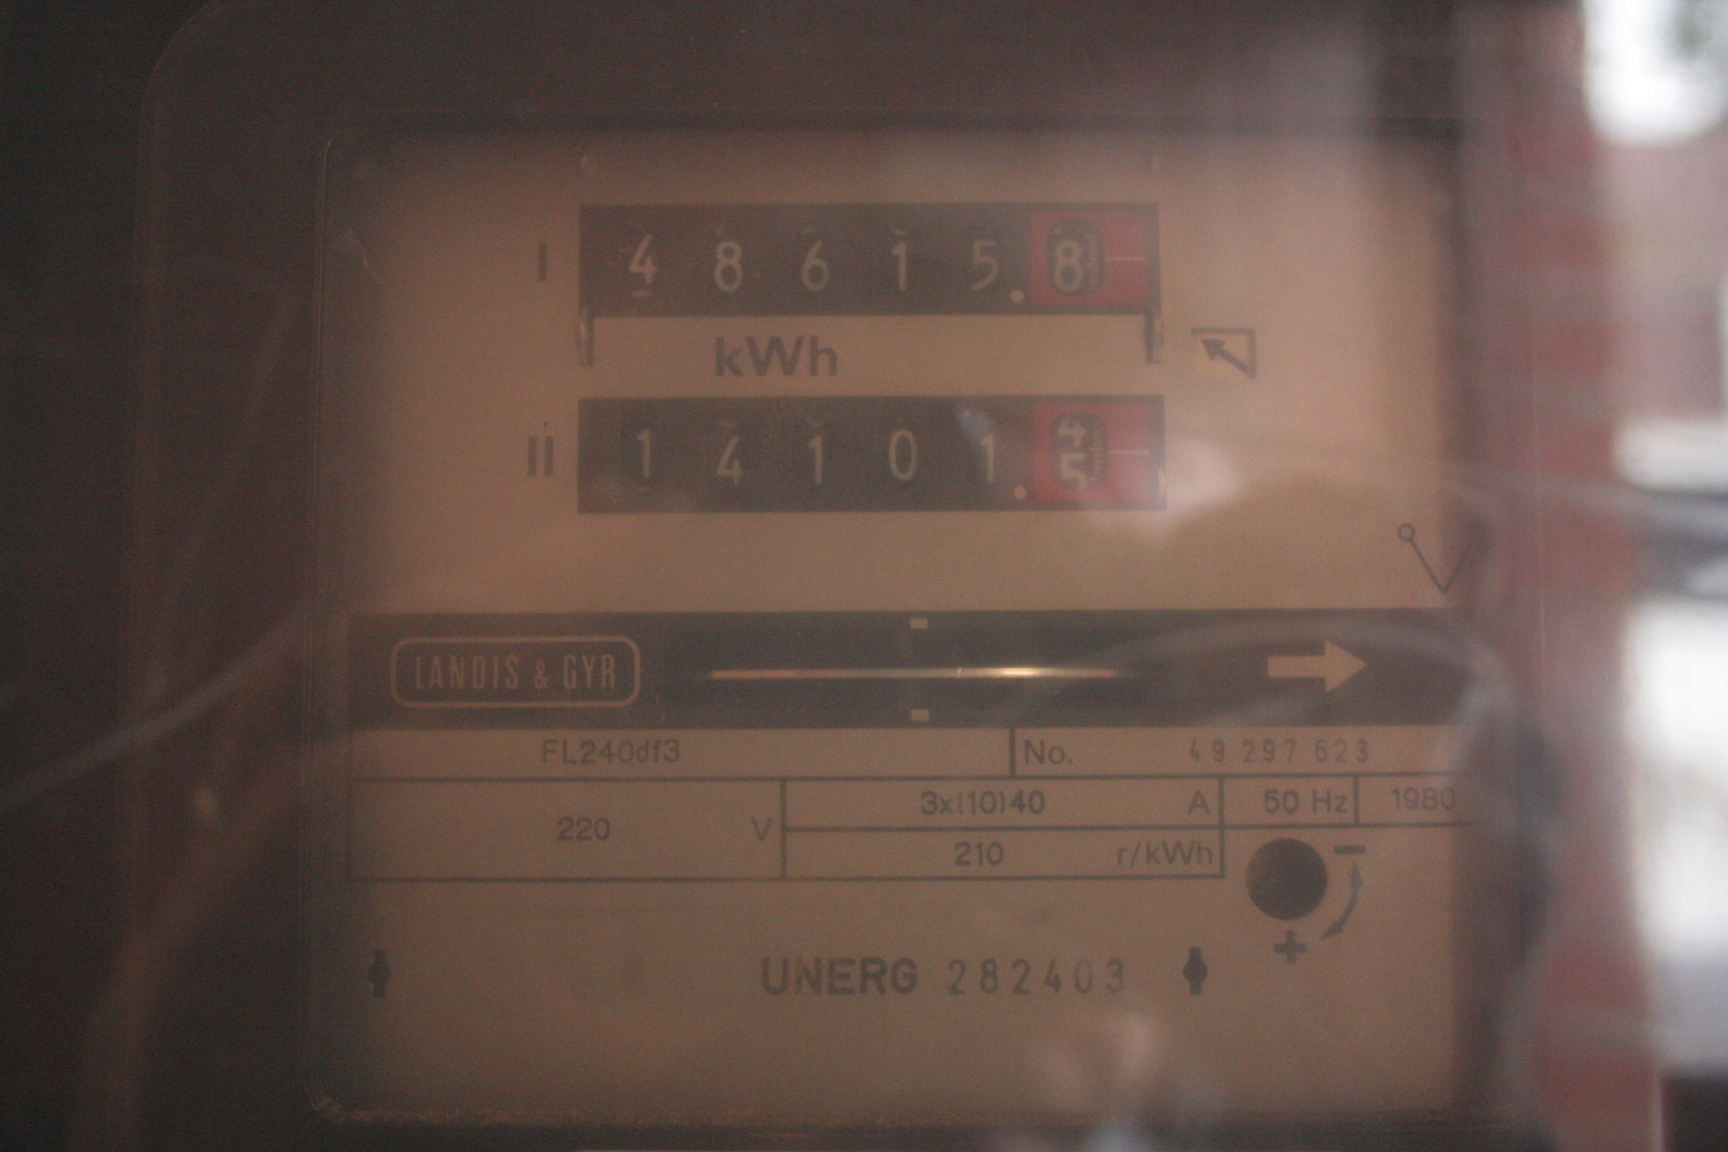 I 48615.8
kWh
II 14101.4
5
LANDIS & GYR
FL240df3 No. 49 297 623
220 V 3x(10)40 A 50 Hz 1980
210 r/kWh
-
+
UNERG 282403